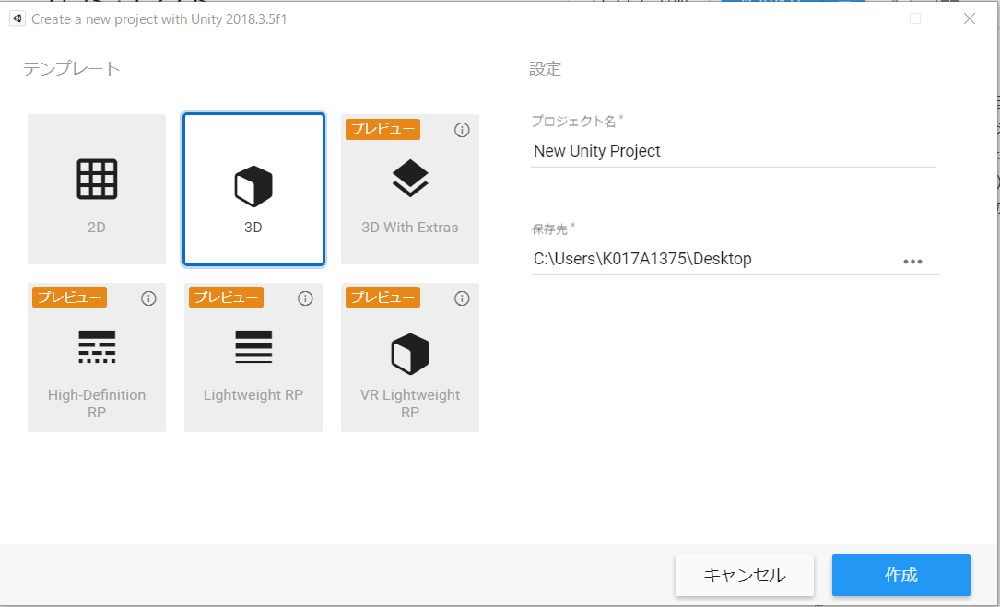 Create a new project with Unity 2018.3.5f1
テンプレート
設定
2D
3D
プレビュー
3D With Extras
プレビュー
High-Definition
RP
プレビュー
Lightweight RP
プレビュー
VR Lightweight
RP
プロジェクト名*
New Unity Project
保存先*
C:\Users\K017A1375\Desktop
キャンセル
作成